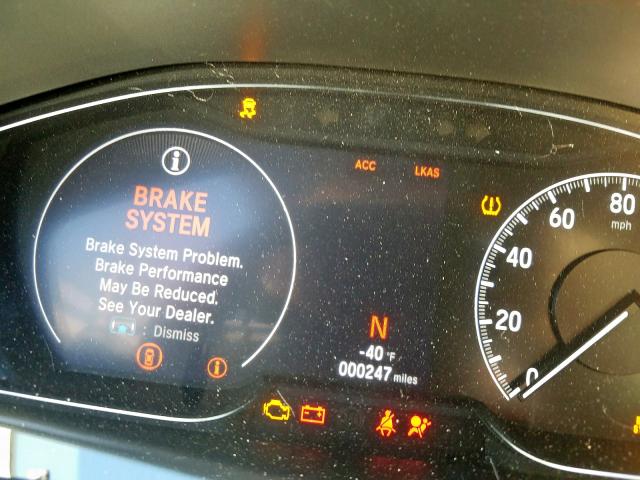 i
BRAKE
SYSTEM
Brake System Problem.
Brake Performance
May Be Reduced.
See Your Dealer.
: Dismiss
ACC
LKAS
N
-40 °F
000247 miles
80
mph
60
40
20
0